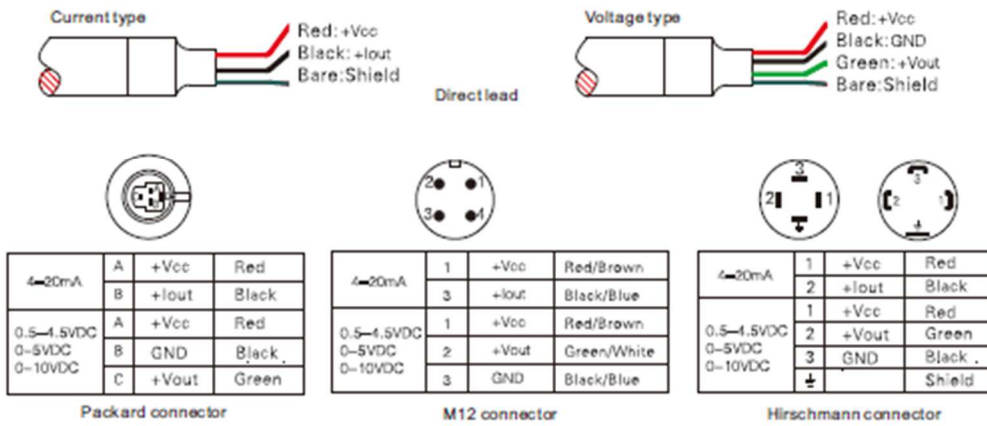 Current type
Red: +Vcc
Black: +Iout
Bare:Shield
Voltage type
Red:+Vcc
Black:GND
Green:+Vout
Bare:Shield
Direct lead
2 1
3 4
3
2 1
3
2 1
4–20mA A +Vcc Red
B +Iout Black
0.5–4.5VDC
0–5VDC
0–10VDC
A +Vcc Red
B GND Black
C +Vout Green
Packard connector
4–20mA 1 +Vcc Red/Brown
3 +Iout Black/Blue
0.5–4.5VDC
0–5VDC
0–10VDC
1 +Vcc Red/Brown
2 +Vout Green/White
3 GND Black/Blue
M12 connector
4–20mA 1 +Vcc Red
2 +Iout Black
0.5–4.5VDC
0–5VDC
0–10VDC
1 +Vcc Red
2 +Vout Green
3 GND Black
⏚ Shield
Hirschmann connector